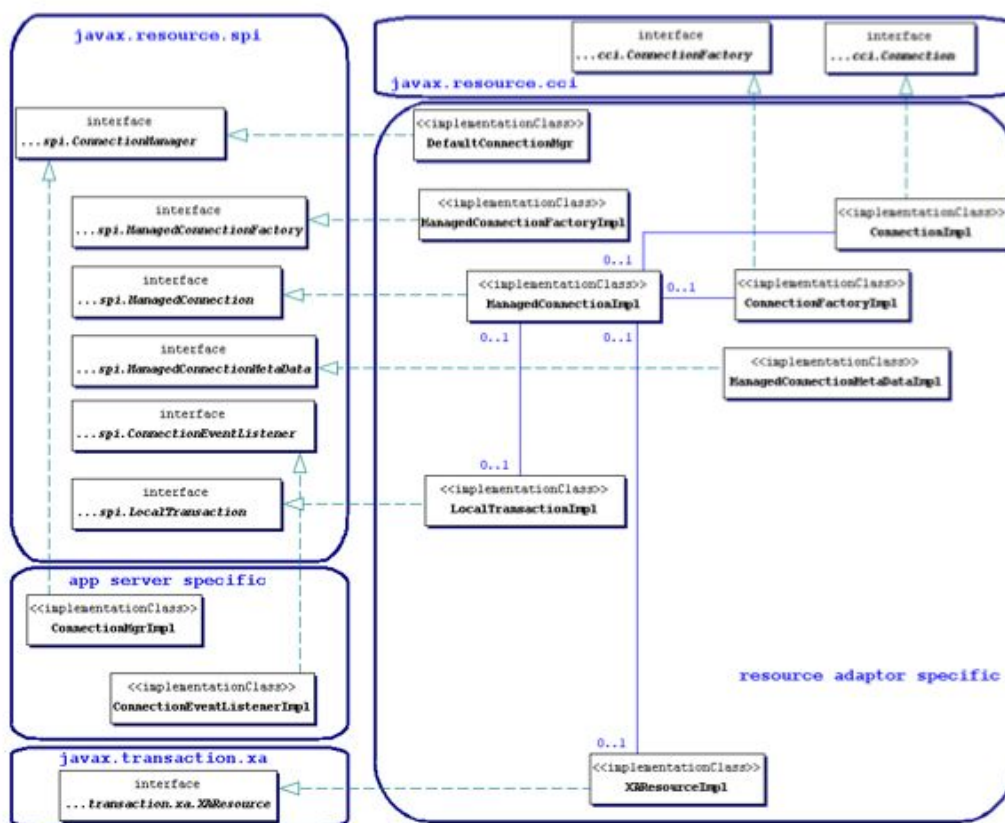 javax.resource.spi
interface
...cci.ConnectionFactory
interface
...cci.Connection
javax.resource.cci
interface
...spi.ConnectionManager
<<implementationClass>>
DefaultConnectionMgr
interface
...spi.ManagedConnectionFactory
<<implementationClass>>
ManagedConnectionFactoryImpl
<<implementationClass>>
ConnectionImpl
0..1
interface
...spi.ManagedConnection
<<implementationClass>>
ManagedConnectionImpl
0..1
<<implementationClass>>
ConnectionFactoryImpl
0..1
0..1
interface
...spi.ManagedConnectionMetaData
<<implementationClass>>
ManagedConnectionMetaDataImpl
interface
...spi.ConnectionEventListener
0..1
interface
...spi.LocalTransaction
<<implementationClass>>
LocalTransactionImpl
app server specific
<<implementationClass>>
ConnectionMgrImpl
<<implementationClass>>
ConnectionEventListenerImpl
resource adaptor specific
javax.transaction.xa
0..1
interface
...transaction.xa.XAResource
<<implementationClass>>
XAResourceImpl